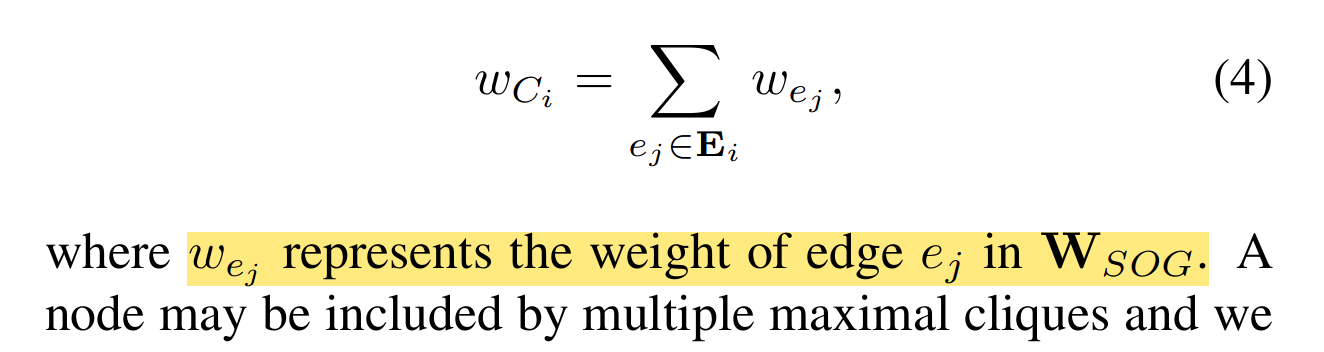 w_{C_i} = \sum_{e_j \in \mathbf{E}_i} w_{e_j}, (4)
where w_{e_j} represents the weight of edge e_j in \mathbf{W}_{SOG}. A
node may be included by multiple maximal cliques and we